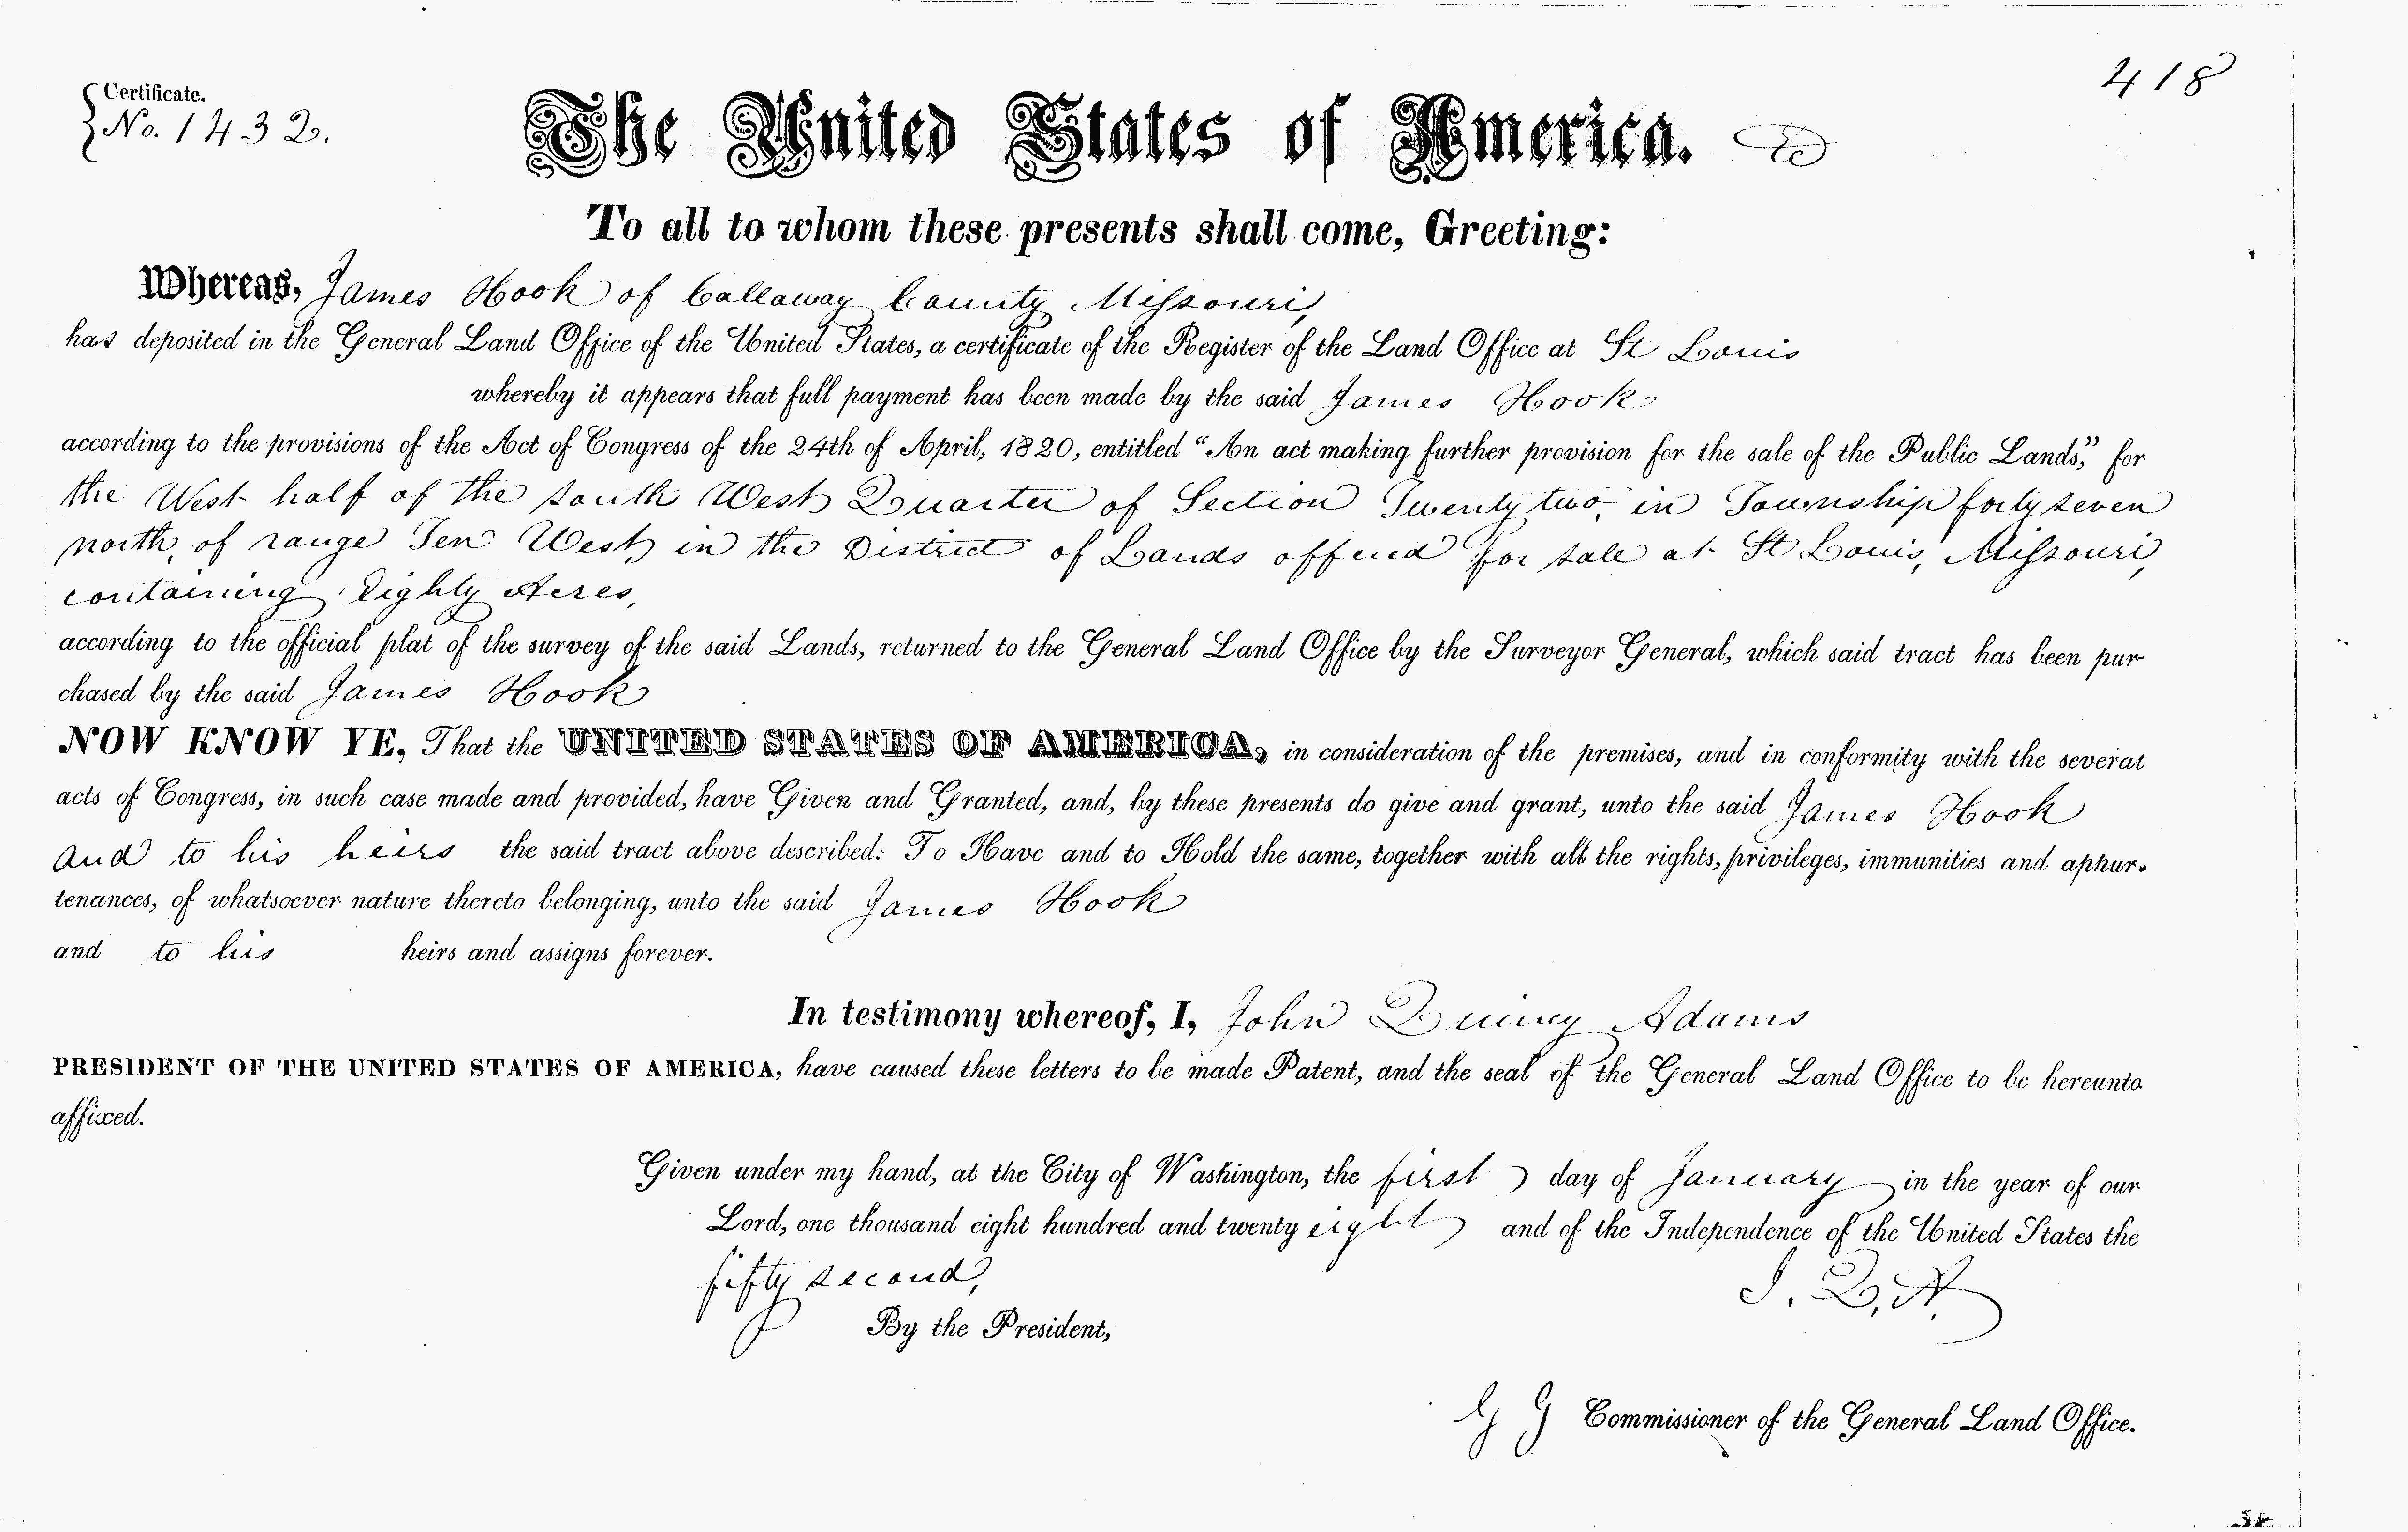 418
Certificate.
No. 1432.
The United States of America.
To all to whom these presents shall come, Greeting:
Whereas, James Hook of Callaway County Missouri,
has deposited in the General Land Office of the United States, a certificate of the Register of the Land Office at St Louis
whereby it appears that full payment has been made by the said James Hook
according to the provisions of the Act of Congress of the 24th of April, 1820, entitled “An act making further provision for the sale of the Public Lands,” for
the West half of the south West Quarter of Section Twenty two, in Township forty seven
north, of range Ten West, in the District of Lands offered for sale at St Louis, Missouri,
containing Eighty Acres,
according to the official plat of the survey of the said Lands, returned to the General Land Office by the Surveyor General, which said tract has been pur-
chased by the said James Hook
NOW KNOW YE, That the UNITED STATES OF AMERICA, in consideration of the premises, and in conformity with the several
acts of Congress, in such case made and provided, have Given and Granted, and, by these presents do give and grant, unto the said James Hook
and to his heirs the said tract above described: To Have and to Hold the same, together with all the rights, privileges, immunities and appur-
tenances, of whatsoever nature thereto belonging, unto the said James Hook
and to his heirs and assigns forever.
In testimony whereof, I, John Quincy Adams
PRESIDENT OF THE UNITED STATES OF AMERICA, have caused these letters to be made Patent, and the seal of the General Land Office to be hereunto
affixed.
Given under my hand, at the City of Washington, the first day of January in the year of our
Lord, one thousand eight hundred and twenty eight and of the Independence of the United States the
fifty second,
J. Q. A.
By the President,
G G Commissioner of the General Land Office.